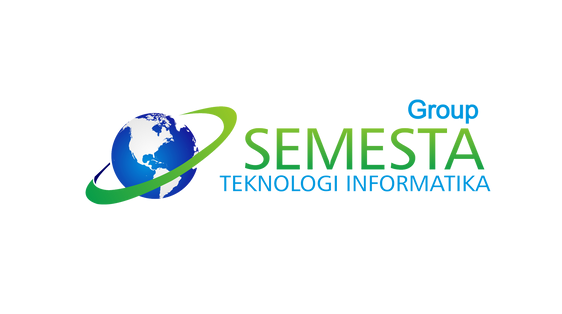 Group
SEMESTA
TEKNOLOGI INFORMATIKA